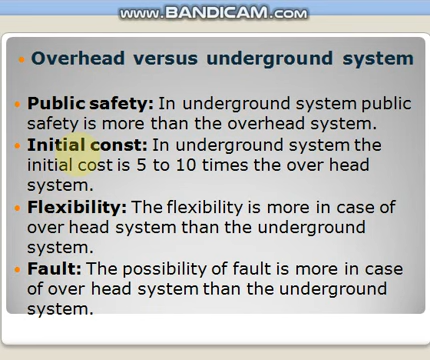 www.BANDICAM.com
• Overhead versus underground system
• Public safety: In underground system public
safety is more than the overhead system.
• Initial const: In underground system the
initial cost is 5 to 10 times the over head
system.
• Flexibility: The flexibility is more in case of
over head system than the underground
system.
• Fault: The possibility of fault is more in case
of over head system than the underground
system.